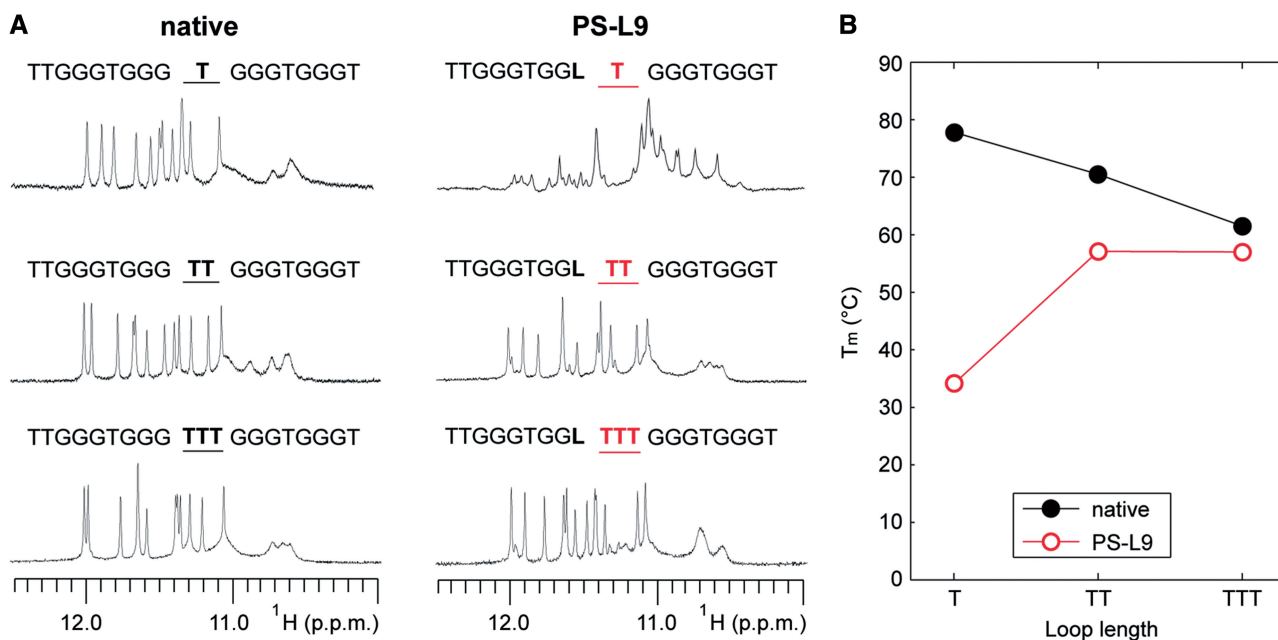 A
native
PS-L9
TTGGGTGGG T GGGTGGGT
TTGGGTGGL T GGGTGGGT
TTGGGTGGG TT GGGTGGGT
TTGGGTGGL TT GGGTGGGT
TTGGGTGGG TTT GGGTGGGT
TTGGGTGGL TTT GGGTGGGT
12.0 11.0 ¹H (p.p.m.)
12.0 11.0 ¹H (p.p.m.)
B
90
80
70
60
50
40
30
20
10
0
Tm (°C)
native
PS-L9
T TT TTT
Loop length